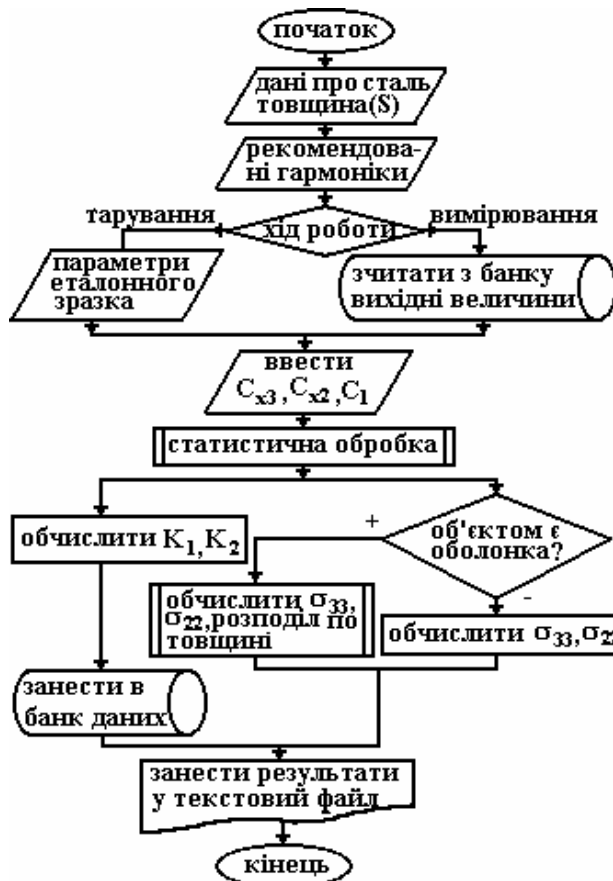 початок
дані про сталь
товщина(S)
рекомендова-
ні гармоніки
тарування
хід роботи
вимірювання
параметри
еталонного
зразка
зчитати з банку
вихідні величини
ввести
Cx3, Cx2, C1
статистична обробка
обчислити K1, K2
+
об'єктом є
оболонка?
-
обчислити σ33,
σ22,розподіл по
товщині
обчислити σ33,σ22
занести в
банк даних
занести результати
у текстовий файл
кінець